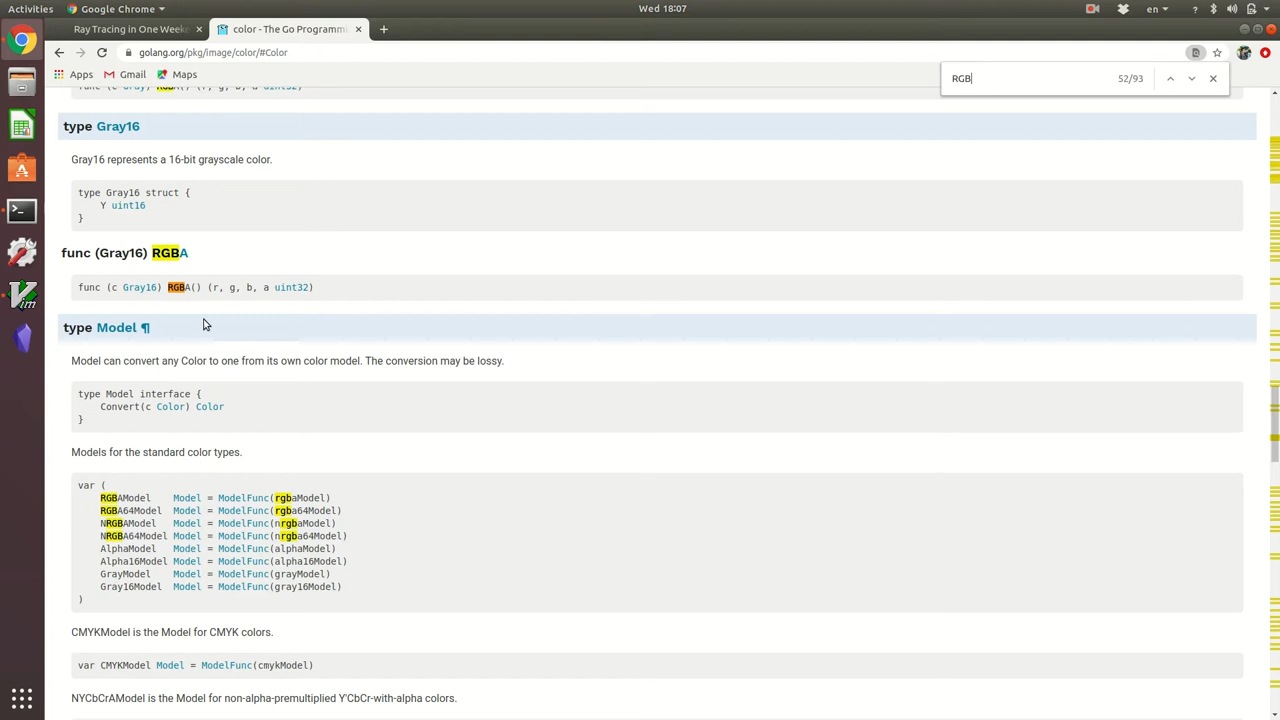 Activities
Google Chrome
Wed 18:07
en
Ray Tracing in One Weeke
color - The Go Programmi
golang.org/pkg/image/color/#Color
Apps
Gmail
Maps
RGB
52/93
func (c Gray) RGBA() (r, g, b, a uint32)
type Gray16
Gray16 represents a 16-bit grayscale color.
type Gray16 struct {
Y uint16
}
func (Gray16) RGBA
func (c Gray16) RGBA() (r, g, b, a uint32)
type Model ¶
Model can convert any Color to one from its own color model. The conversion may be lossy.
type Model interface {
Convert(c Color) Color
}
Models for the standard color types.
var (
RGBAModel Model = ModelFunc(rgbaModel)
RGBA64Model Model = ModelFunc(rgba64Model)
NRGBAModel Model = ModelFunc(nrgbaModel)
NRGBA64Model Model = ModelFunc(nrgba64Model)
AlphaModel Model = ModelFunc(alphaModel)
Alpha16Model Model = ModelFunc(alpha16Model)
GrayModel Model = ModelFunc(grayModel)
Gray16Model Model = ModelFunc(gray16Model)
)
CMYKModel is the Model for CMYK colors.
var CMYKModel Model = ModelFunc(cmykModel)
NYCbCrAModel is the Model for non-alpha-premultiplied Y'CbCr-with-alpha colors.